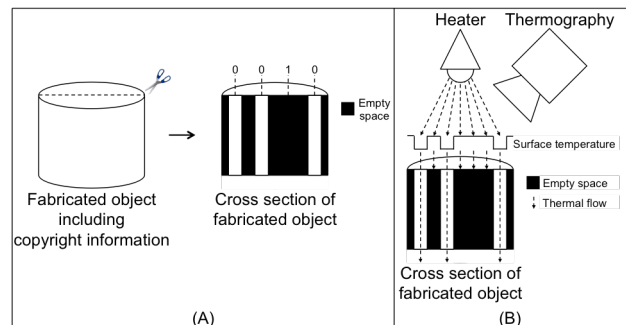 0 0 1 0
Empty
space
Fabricated object
including
copyright information
Cross section of
fabricated object
(A)
Heater
Thermography
Surface temperature
Empty space
Thermal flow
Cross section of
fabricated object
(B)